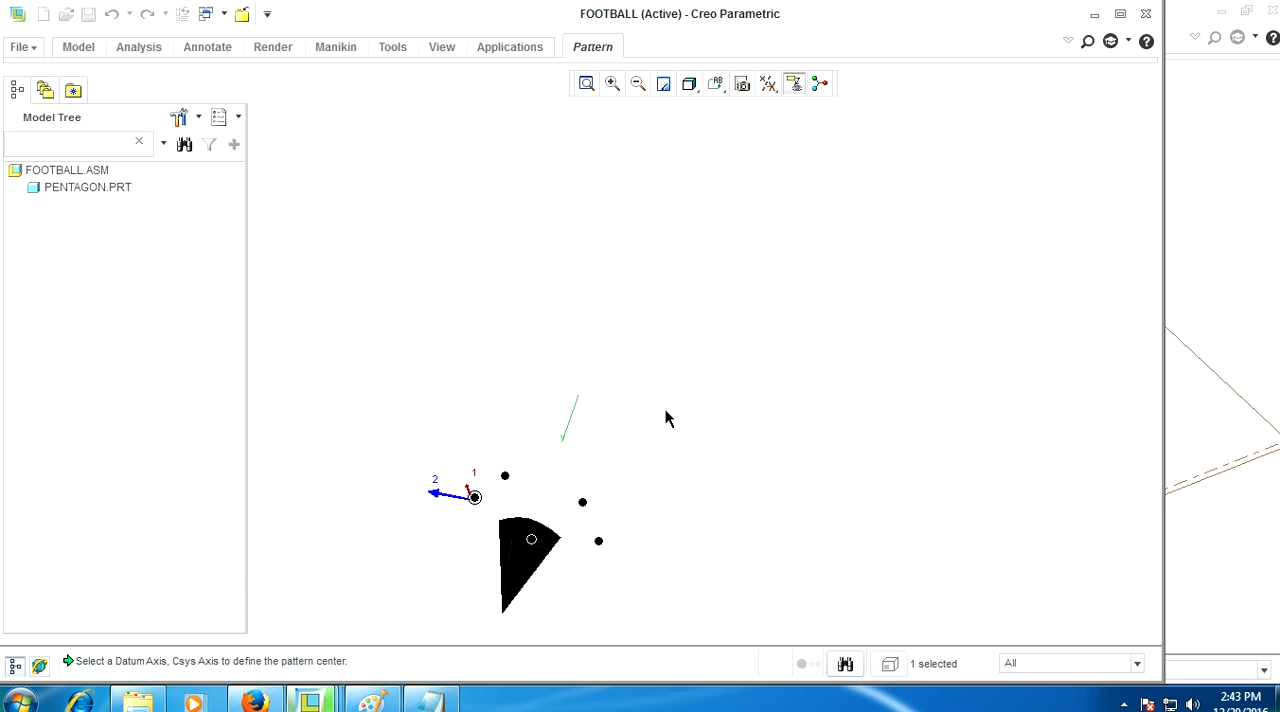 FOOTBALL (Active) - Creo Parametric
File Model Analysis Annotate Render Manikin Tools View Applications Pattern
Model Tree
FOOTBALL.ASM
PENTAGON.PRT
1
2
Select a Datum Axis, Csys Axis to define the pattern center.
1 selected
All
2:43 PM